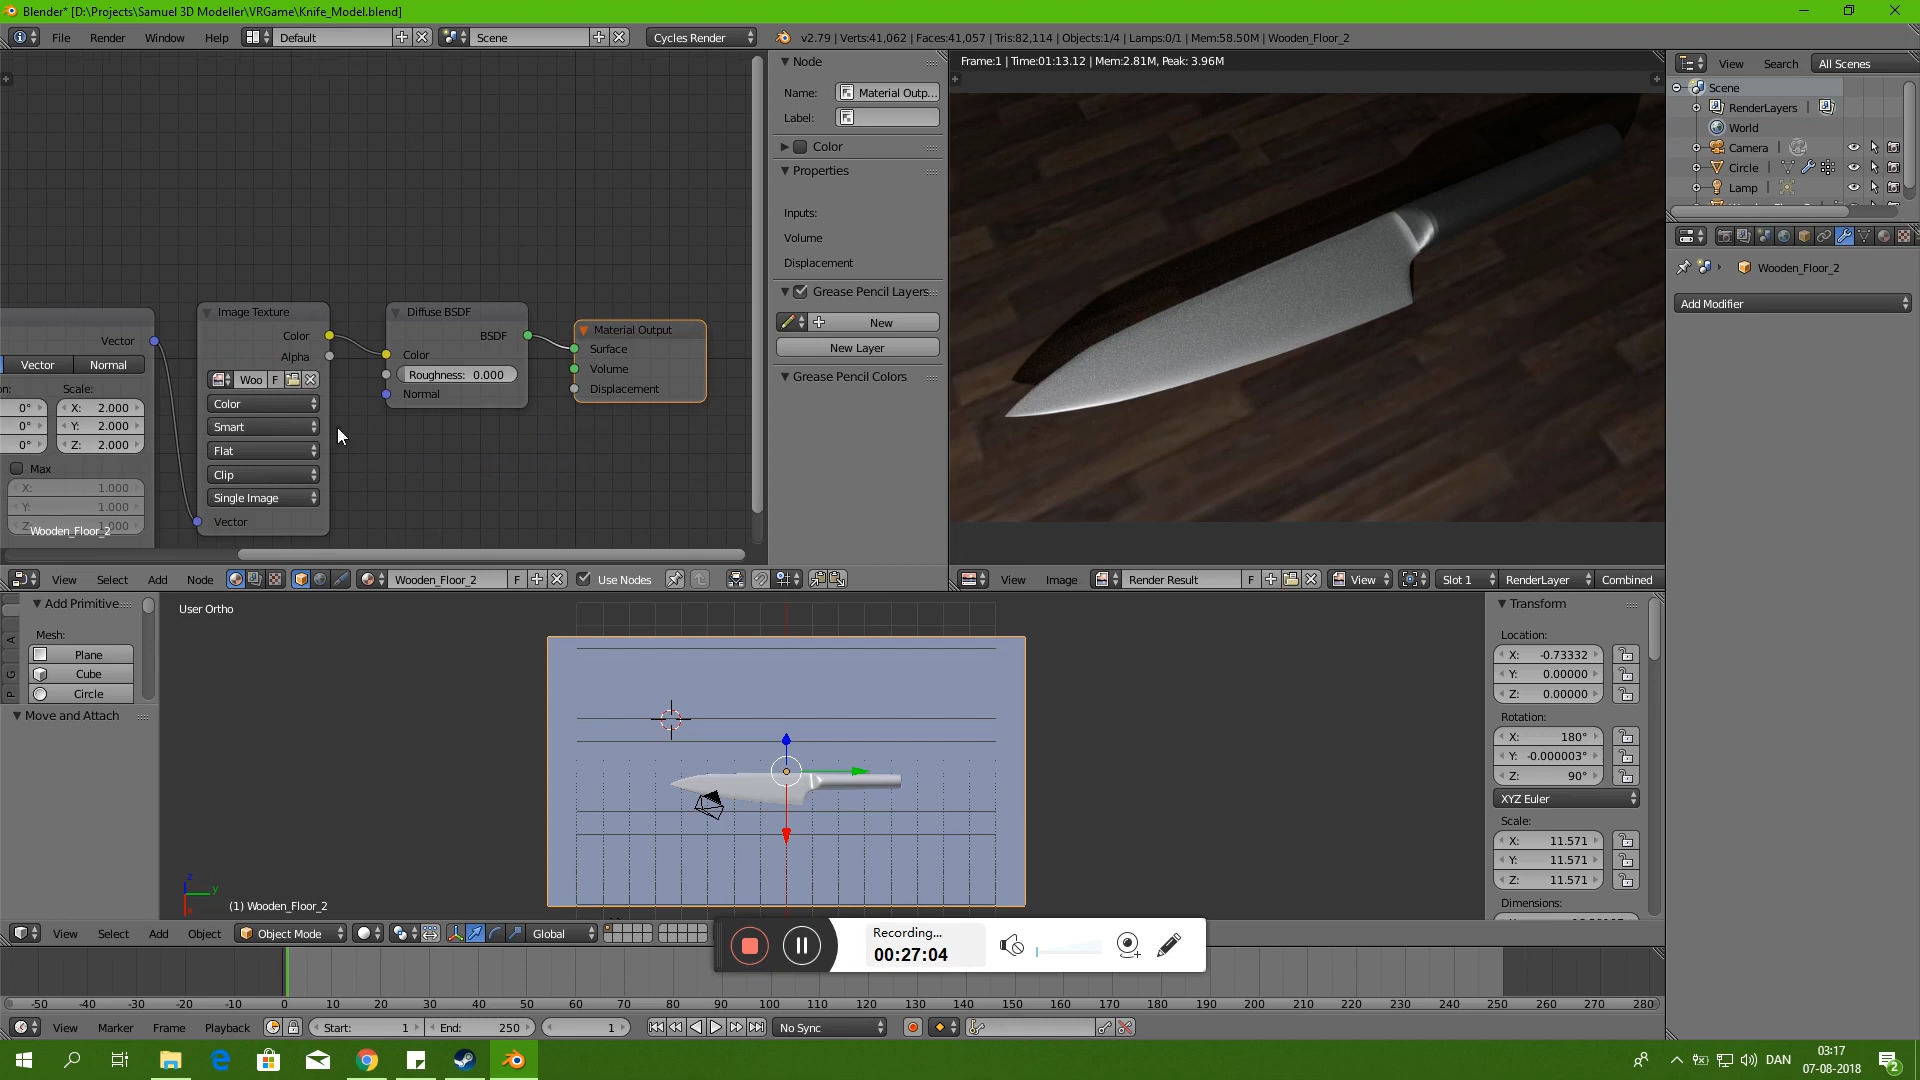 Blender* [D:\Projects\Samuel 3D Modeller\VRGame\Knife_Model.blend]
File Render Window Help Default Scene Cycles Render v2.79 | Verts:41,062 | Faces:41,057 | Tris:82,114 | Objects:1/4 | Lamps:0/1 | Mem:58.50M | Wooden_Floor_2
Node
Name: Material Outp...
Label:
Color
Properties
Inputs:
Volume
Displacement
Grease Pencil Layers
New
New Layer
Grease Pencil Colors
Vector
Vector Normal
Scale:
0° X: 2.000
0° Y: 2.000
0° Z: 2.000
Max
X: 1.000
Y: 1.000
Z: 1.000
Wooden_Floor_2
Image Texture
Color
Alpha
Woo F
Color
Smart
Flat
Clip
Single Image
Vector
Diffuse BSDF
BSDF
Color
Roughness: 0.000
Normal
Material Output
Surface
Volume
Displacement
Frame:1 | Time:01:13.12 | Mem:2.81M, Peak: 3.96M
View Search All Scenes
Scene
RenderLayers
World
Camera
Circle
Lamp
Wooden_Floor_2
Add Modifier
View Select Add Node Wooden_Floor_2 F Use Nodes
View Image Render Result F View Slot 1 RenderLayer Combined
Add Primitive
Mesh:
Plane
Cube
Circle
Move and Attach
A
G
P
User Ortho
z
y
(1) Wooden_Floor_2
Transform
Location:
X: -0.73332
Y: 0.00000
Z: 0.00000
Rotation:
X: 180°
Y: -0.000003°
Z: 90°
XYZ Euler
Scale:
X: 11.571
Y: 11.571
Z: 11.571
Dimensions:
View Select Add Object Object Mode Global
Recording...
00:27:04
-50 -40 -30 -20 -10 0 10 20 30 40 50 60 70 80 90 100 110 120 130 140 150 160 170 180 190 200 210 220 230 240 250 260 270 280
View Marker Frame Playback Start: 1 End: 250 1 No Sync
DAN
03:17
07-08-2018
2